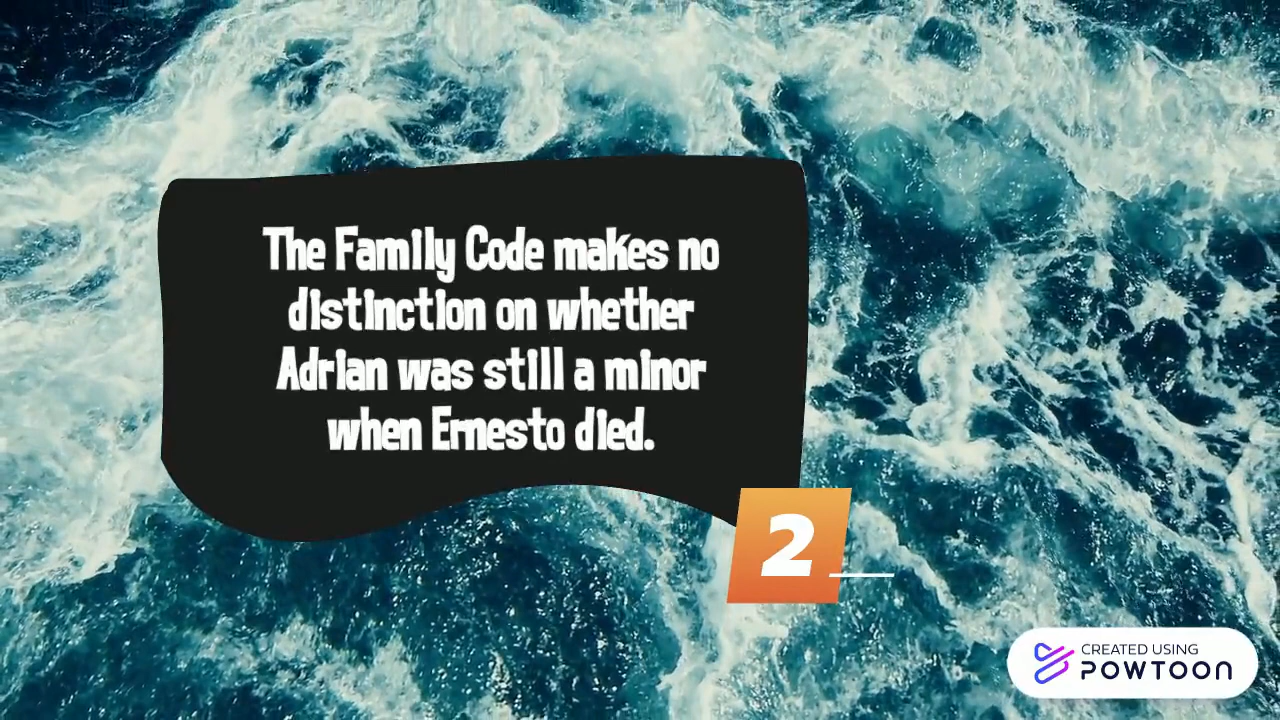 The Family Code makes no
distinction on whether
Adrian was still a minor
when Ernesto died.
2
CREATED USING
POWTOON